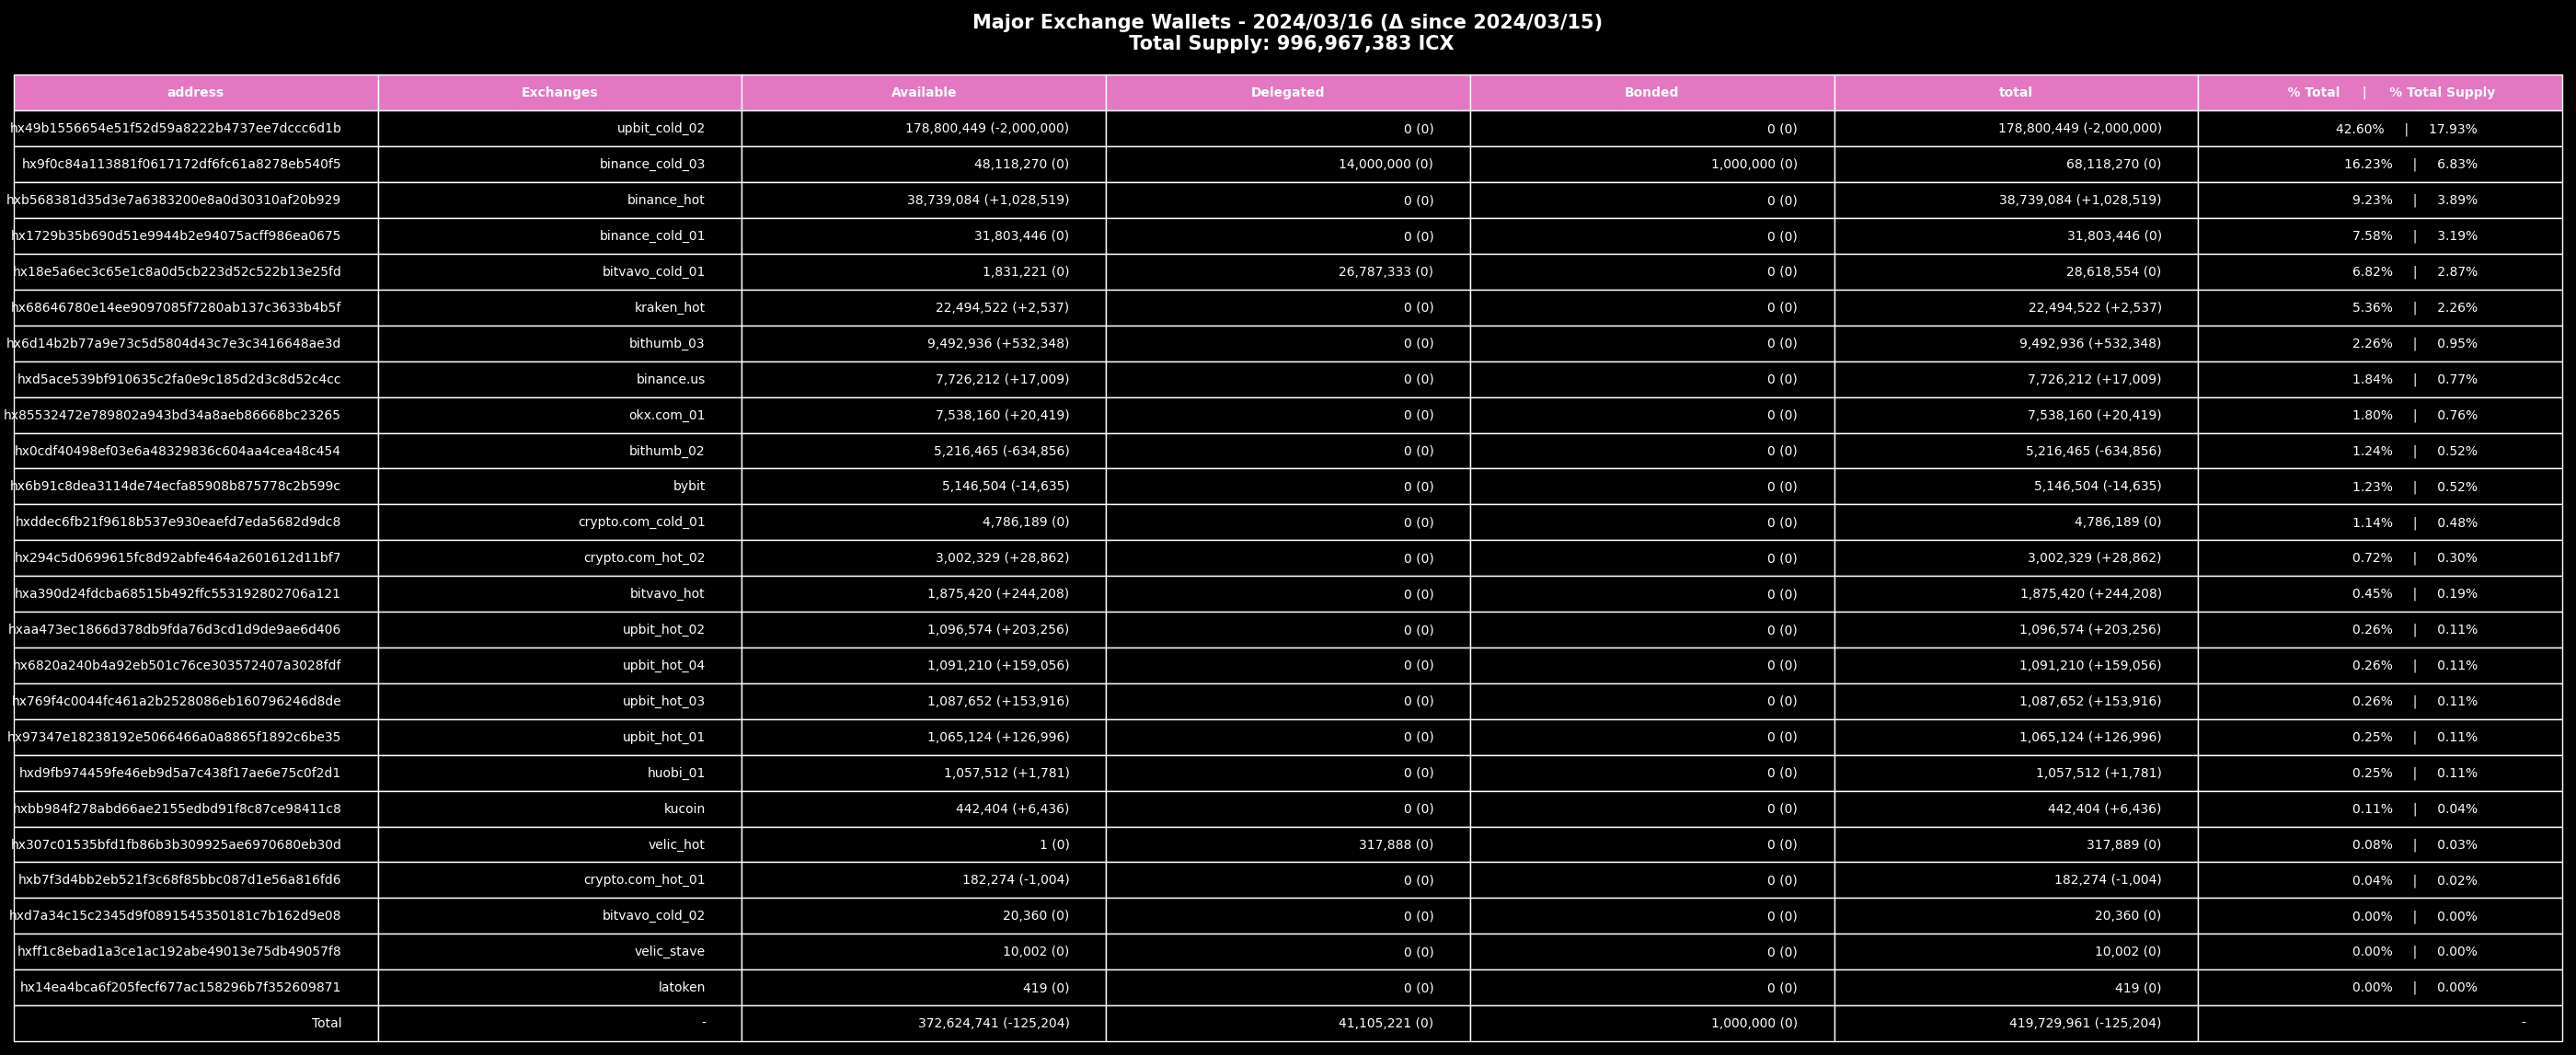 Major Exchange Wallets - 2024/03/16 (Δ since 2024/03/15)
Total Supply: 996,967,383 ICX
address Exchanges Available Delegated Bonded total % Total | % Total Supply
hx49b1556654e51f52d59a8222b4737ee7dccc6d1b upbit_cold_02 178,800,449 (-2,000,000) 0 (0) 0 (0) 178,800,449 (-2,000,000) 42.60% | 17.93%
hx9f0c84a113881f0617172df6fc61a8278eb540f5 binance_cold_03 48,118,270 (0) 14,000,000 (0) 1,000,000 (0) 68,118,270 (0) 16.23% | 6.83%
hxb568381d35d3e7a6383200e8a0d30310af20b929 binance_hot 38,739,084 (+1,028,519) 0 (0) 0 (0) 38,739,084 (+1,028,519) 9.23% | 3.89%
hx1729b35b690d51e9944b2e94075acff986ea0675 binance_cold_01 31,803,446 (0) 0 (0) 0 (0) 31,803,446 (0) 7.58% | 3.19%
hx18e5a6ec3c65e1c8a0d5cb223d52c522b13e25fd bitvavo_cold_01 1,831,221 (0) 26,787,333 (0) 0 (0) 28,618,554 (0) 6.82% | 2.87%
hx68646780e14ee9097085f7280ab137c3633b4b5f kraken_hot 22,494,522 (+2,537) 0 (0) 0 (0) 22,494,522 (+2,537) 5.36% | 2.26%
hx6d14b2b77a9e73c5d5804d43c7e3c3416648ae3d bithumb_03 9,492,936 (+532,348) 0 (0) 0 (0) 9,492,936 (+532,348) 2.26% | 0.95%
hxd5ace539bf910635c2fa0e9c185d2d3c8d52c4cc binance.us 7,726,212 (+17,009) 0 (0) 0 (0) 7,726,212 (+17,009) 1.84% | 0.77%
hx85532472e789802a943bd34a8aeb86668bc23265 okx.com_01 7,538,160 (+20,419) 0 (0) 0 (0) 7,538,160 (+20,419) 1.80% | 0.76%
hx0cdf40498ef03e6a48329836c604aa4cea48c454 bithumb_02 5,216,465 (-634,856) 0 (0) 0 (0) 5,216,465 (-634,856) 1.24% | 0.52%
hx6b91c8dea3114de74ecfa85908b875778c2b599c bybit 5,146,504 (-14,635) 0 (0) 0 (0) 5,146,504 (-14,635) 1.23% | 0.52%
hxddec6fb21f9618b537e930eaefd7eda5682d9dc8 crypto.com_cold_01 4,786,189 (0) 0 (0) 0 (0) 4,786,189 (0) 1.14% | 0.48%
hx294c5d0699615fc8d92abfe464a2601612d11bf7 crypto.com_hot_02 3,002,329 (+28,862) 0 (0) 0 (0) 3,002,329 (+28,862) 0.72% | 0.30%
hxa390d24fdcba68515b492ffc553192802706a121 bitvavo_hot 1,875,420 (+244,208) 0 (0) 0 (0) 1,875,420 (+244,208) 0.45% | 0.19%
hxaa473ec1866d378db9fda76d3cd1d9de9ae6d406 upbit_hot_02 1,096,574 (+203,256) 0 (0) 0 (0) 1,096,574 (+203,256) 0.26% | 0.11%
hx6820a240b4a92eb501c76ce303572407a3028fdf upbit_hot_04 1,091,210 (+159,056) 0 (0) 0 (0) 1,091,210 (+159,056) 0.26% | 0.11%
hx769f4c0044fc461a2b2528086eb160796246d8de upbit_hot_03 1,087,652 (+153,916) 0 (0) 0 (0) 1,087,652 (+153,916) 0.26% | 0.11%
hx97347e18238192e5066466a0a8865f1892c6be35 upbit_hot_01 1,065,124 (+126,996) 0 (0) 0 (0) 1,065,124 (+126,996) 0.25% | 0.11%
hxd9fb974459fe46eb9d5a7c438f17ae6e75c0f2d1 huobi_01 1,057,512 (+1,781) 0 (0) 0 (0) 1,057,512 (+1,781) 0.25% | 0.11%
hxbb984f278abd66ae2155edbd91f8c87ce98411c8 kucoin 442,404 (+6,436) 0 (0) 0 (0) 442,404 (+6,436) 0.11% | 0.04%
hx307c01535bfd1fb86b3b309925ae6970680eb30d velic_hot 1 (0) 317,888 (0) 0 (0) 317,889 (0) 0.08% | 0.03%
hxb7f3d4bb2eb521f3c68f85bbc087d1e56a816fd6 crypto.com_hot_01 182,274 (-1,004) 0 (0) 0 (0) 182,274 (-1,004) 0.04% | 0.02%
hxd7a34c15c2345d9f0891545350181c7b162d9e08 bitvavo_cold_02 20,360 (0) 0 (0) 0 (0) 20,360 (0) 0.00% | 0.00%
hxff1c8ebad1a3ce1ac192abe49013e75db49057f8 velic_stave 10,002 (0) 0 (0) 0 (0) 10,002 (0) 0.00% | 0.00%
hx14ea4bca6f205fecf677ac158296b7f352609871 latoken 419 (0) 0 (0) 0 (0) 419 (0) 0.00% | 0.00%
Total - 372,624,741 (-125,204) 41,105,221 (0) 1,000,000 (0) 419,729,961 (-125,204) -